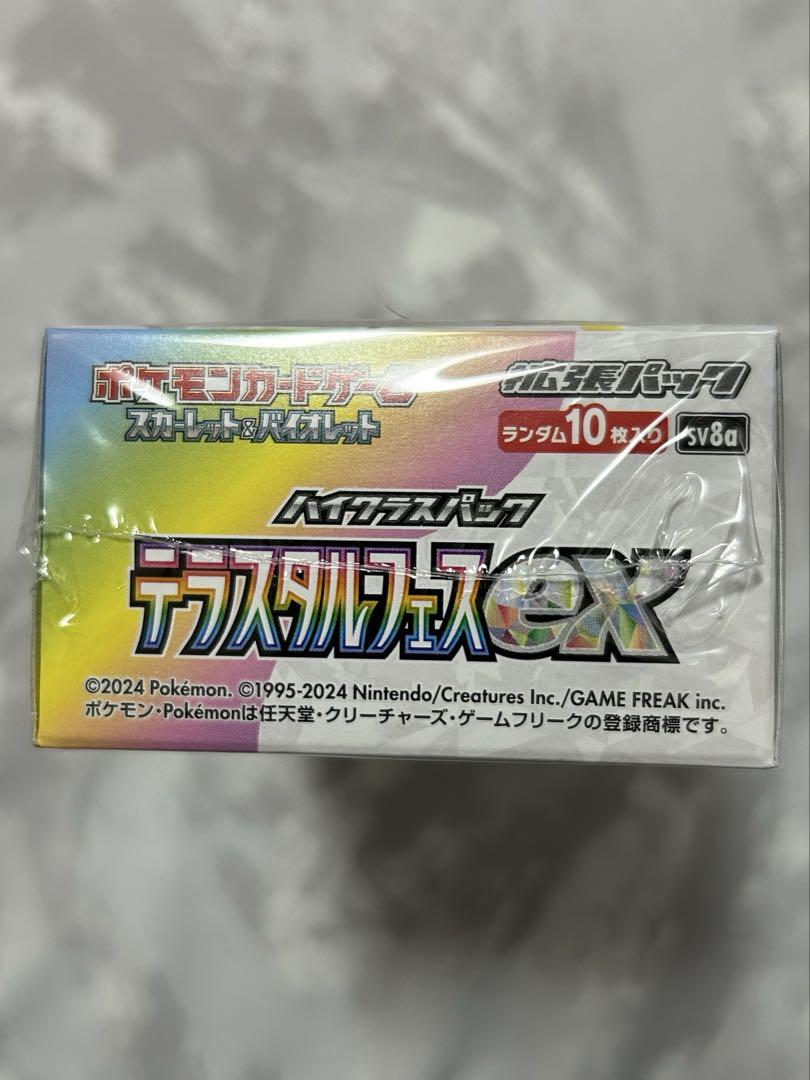 ポケモンカードゲーム
スカーレット&バイオレット
拡張パック
ランダム10枚入り
sv8a
ハイクラスパック
テラスタルフェスex
©2024 Pokémon. ©1995-2024 Nintendo/Creatures Inc./GAME FREAK inc.
ポケモン・Pokémonは任天堂・クリーチャーズ・ゲームフリークの登録商標です。